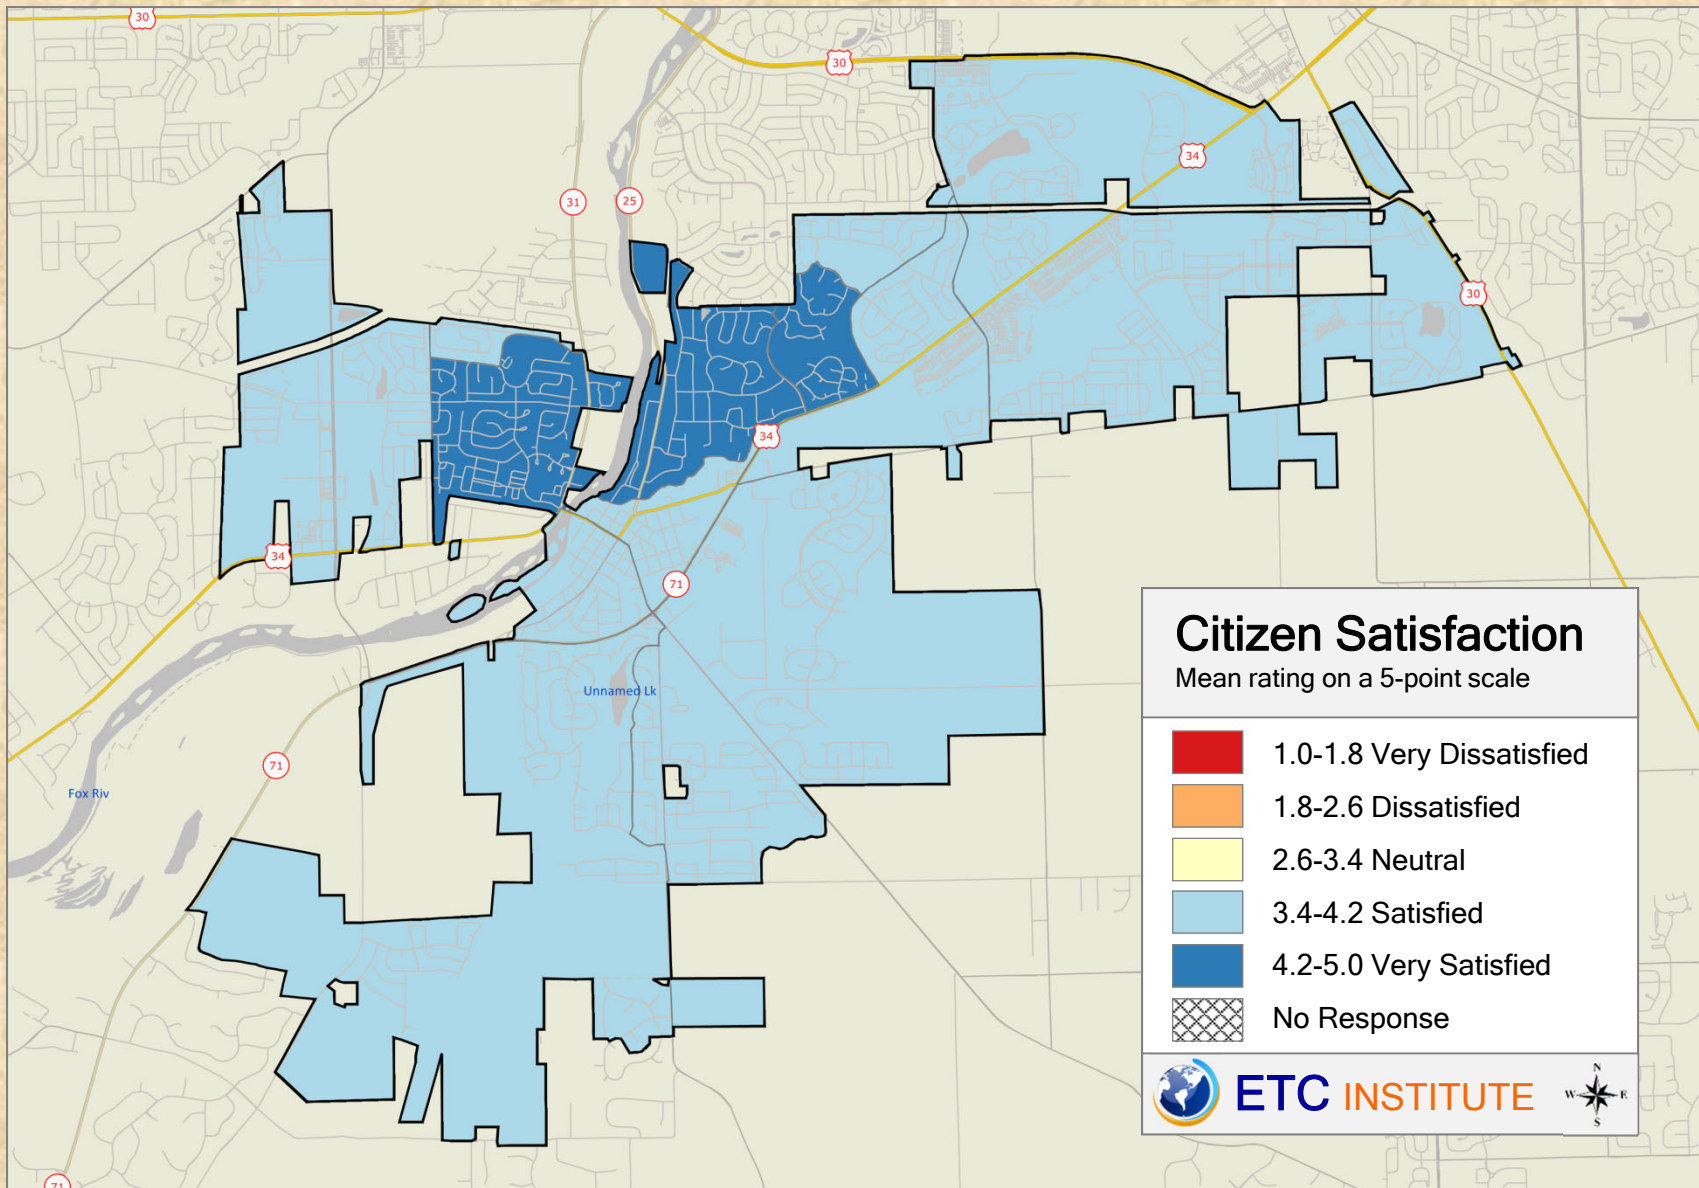 30
30
34
31
25
30
34
34
71
Unnamed Lk
71
Fox Riv
71
Citizen Satisfaction
Mean rating on a 5-point scale
1.0-1.8 Very Dissatisfied
1.8-2.6 Dissatisfied
2.6-3.4 Neutral
3.4-4.2 Satisfied
4.2-5.0 Very Satisfied
No Response
ETC INSTITUTE
N
W E
S